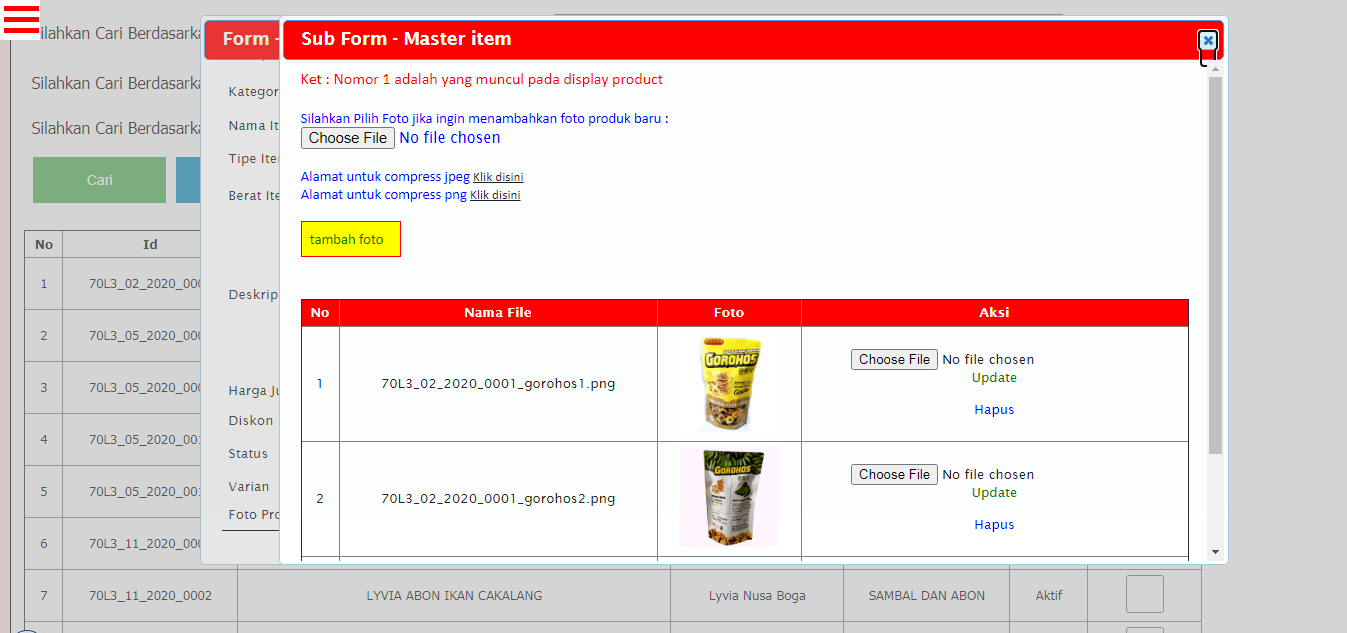 Silahkan Cari Berdasarka
Silahkan Cari Berdasarka
Silahkan Cari Berdasarka
Cari
No Id
1 70L3_02_2020_000
2 70L3_05_2020_000
3 70L3_05_2020_000
4 70L3_05_2020_001
5 70L3_05_2020_001
6 70L3_11_2020_000
7 70L3_11_2020_0002 LYVIA ABON IKAN CAKALANG Lyvia Nusa Boga SAMBAL DAN ABON Aktif
Form -
Kategor
Nama It
Tipe Ite
Berat Ite
Deskrip
Harga Ju
Diskon
Status
Varian
Foto Pro
Sub Form - Master item
Ket : Nomor 1 adalah yang muncul pada display product
Silahkan Pilih Foto jika ingin menambahkan foto produk baru :
Choose File No file chosen
Alamat untuk compress jpeg Klik disini
Alamat untuk compress png Klik disini
tambah foto
No Nama File Foto Aksi
1 70L3_02_2020_0001_gorohos1.png GOROHOS Choose File No file chosen
Update
Hapus
2 70L3_02_2020_0001_gorohos2.png GOROHOS Choose File No file chosen
Update
Hapus